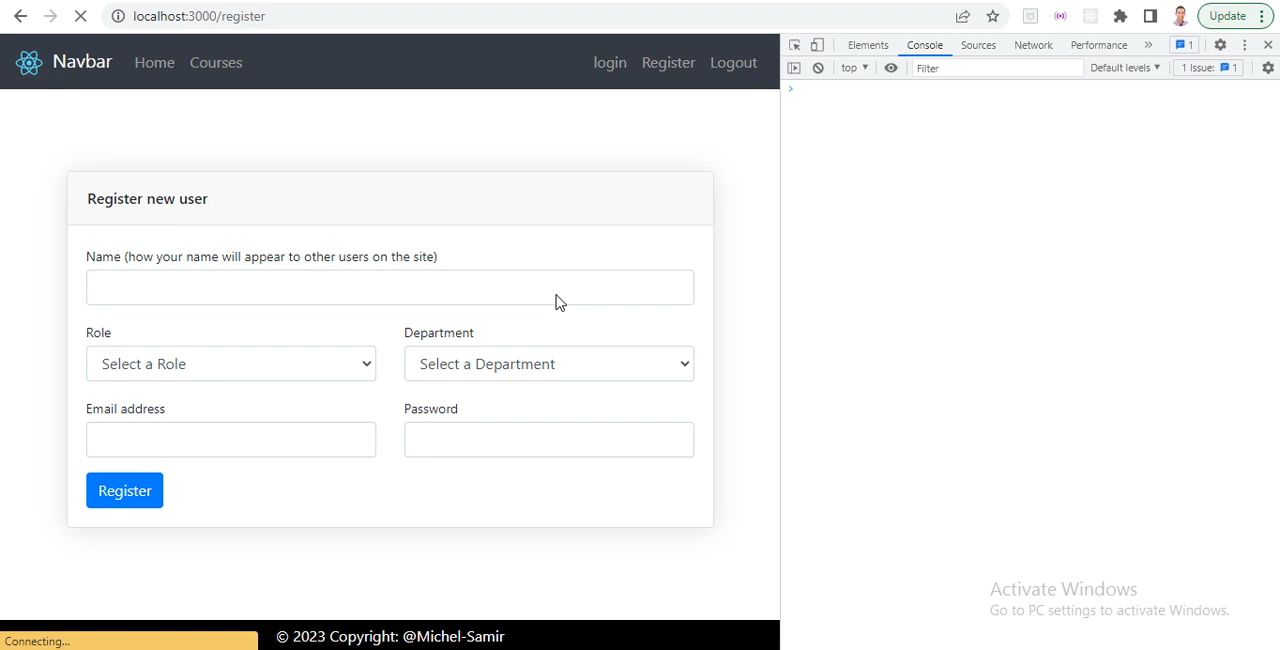 localhost:3000/register
Update
Navbar Home Courses login Register Logout
Elements Console Sources Network Performance » 1
top Filter Default levels 1 Issue: 1
Register new user
Name (how your name will appear to other users on the site)
Role Department
Select a Role Select a Department
Email address Password
Register
Activate Windows
Go to PC settings to activate Windows.
© 2023 Copyright: @Michel-Samir
Connecting...